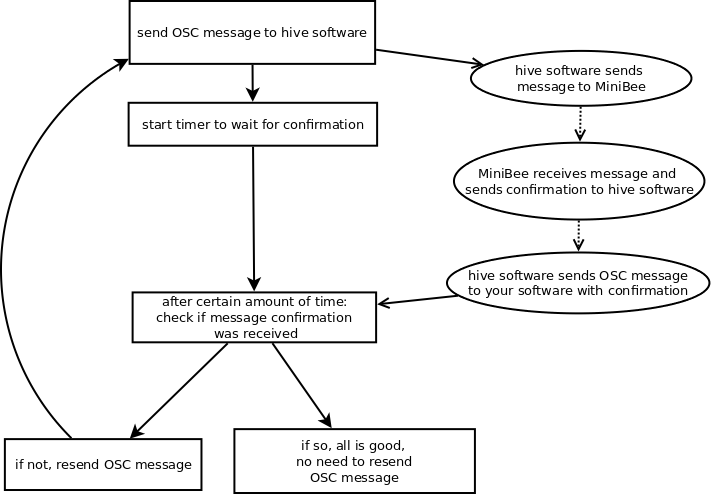 send OSC message to hive software
hive software sends
message to MiniBee
start timer to wait for confirmation
MiniBee receives message and
sends confirmation to hive software
hive software sends OSC message
to your software with confirmation
after certain amount of time:
check if message confirmation
was received
if not, resend OSC message
if so, all is good,
no need to resend
OSC message